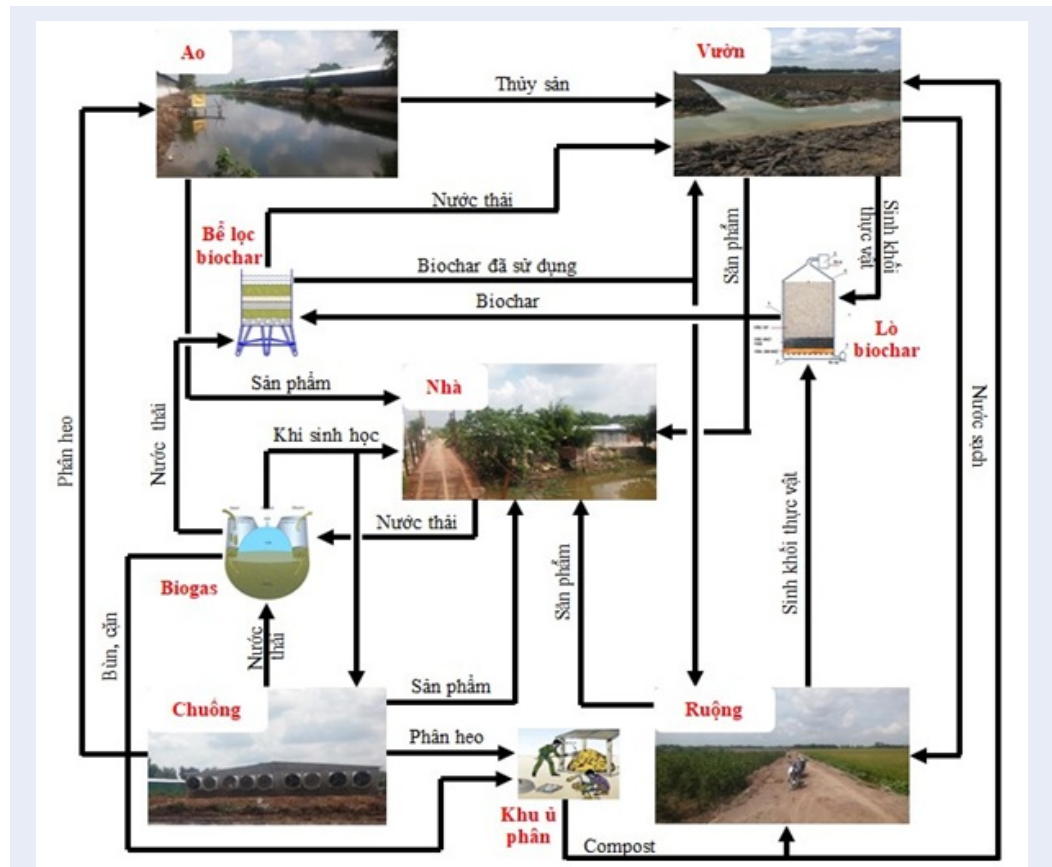 Ao
Vườn
Thủy sản
Nước thải
Bể lọc
biochar
Biochar đã sử dụng
Biochar
Sản phẩm
Sinh khối
thực vật
Lò
biochar
Sản phẩm
Nhà
Khí sinh học
Phân heo
Nước thải
Nước sạch
Nước thải
Biogas
Sản phẩm
Sinh khối thực vật
Bùn, cặn
Nước
thải
Chuồng
Sản phẩm
Ruộng
Phân heo
Khu ủ
phân
Compost